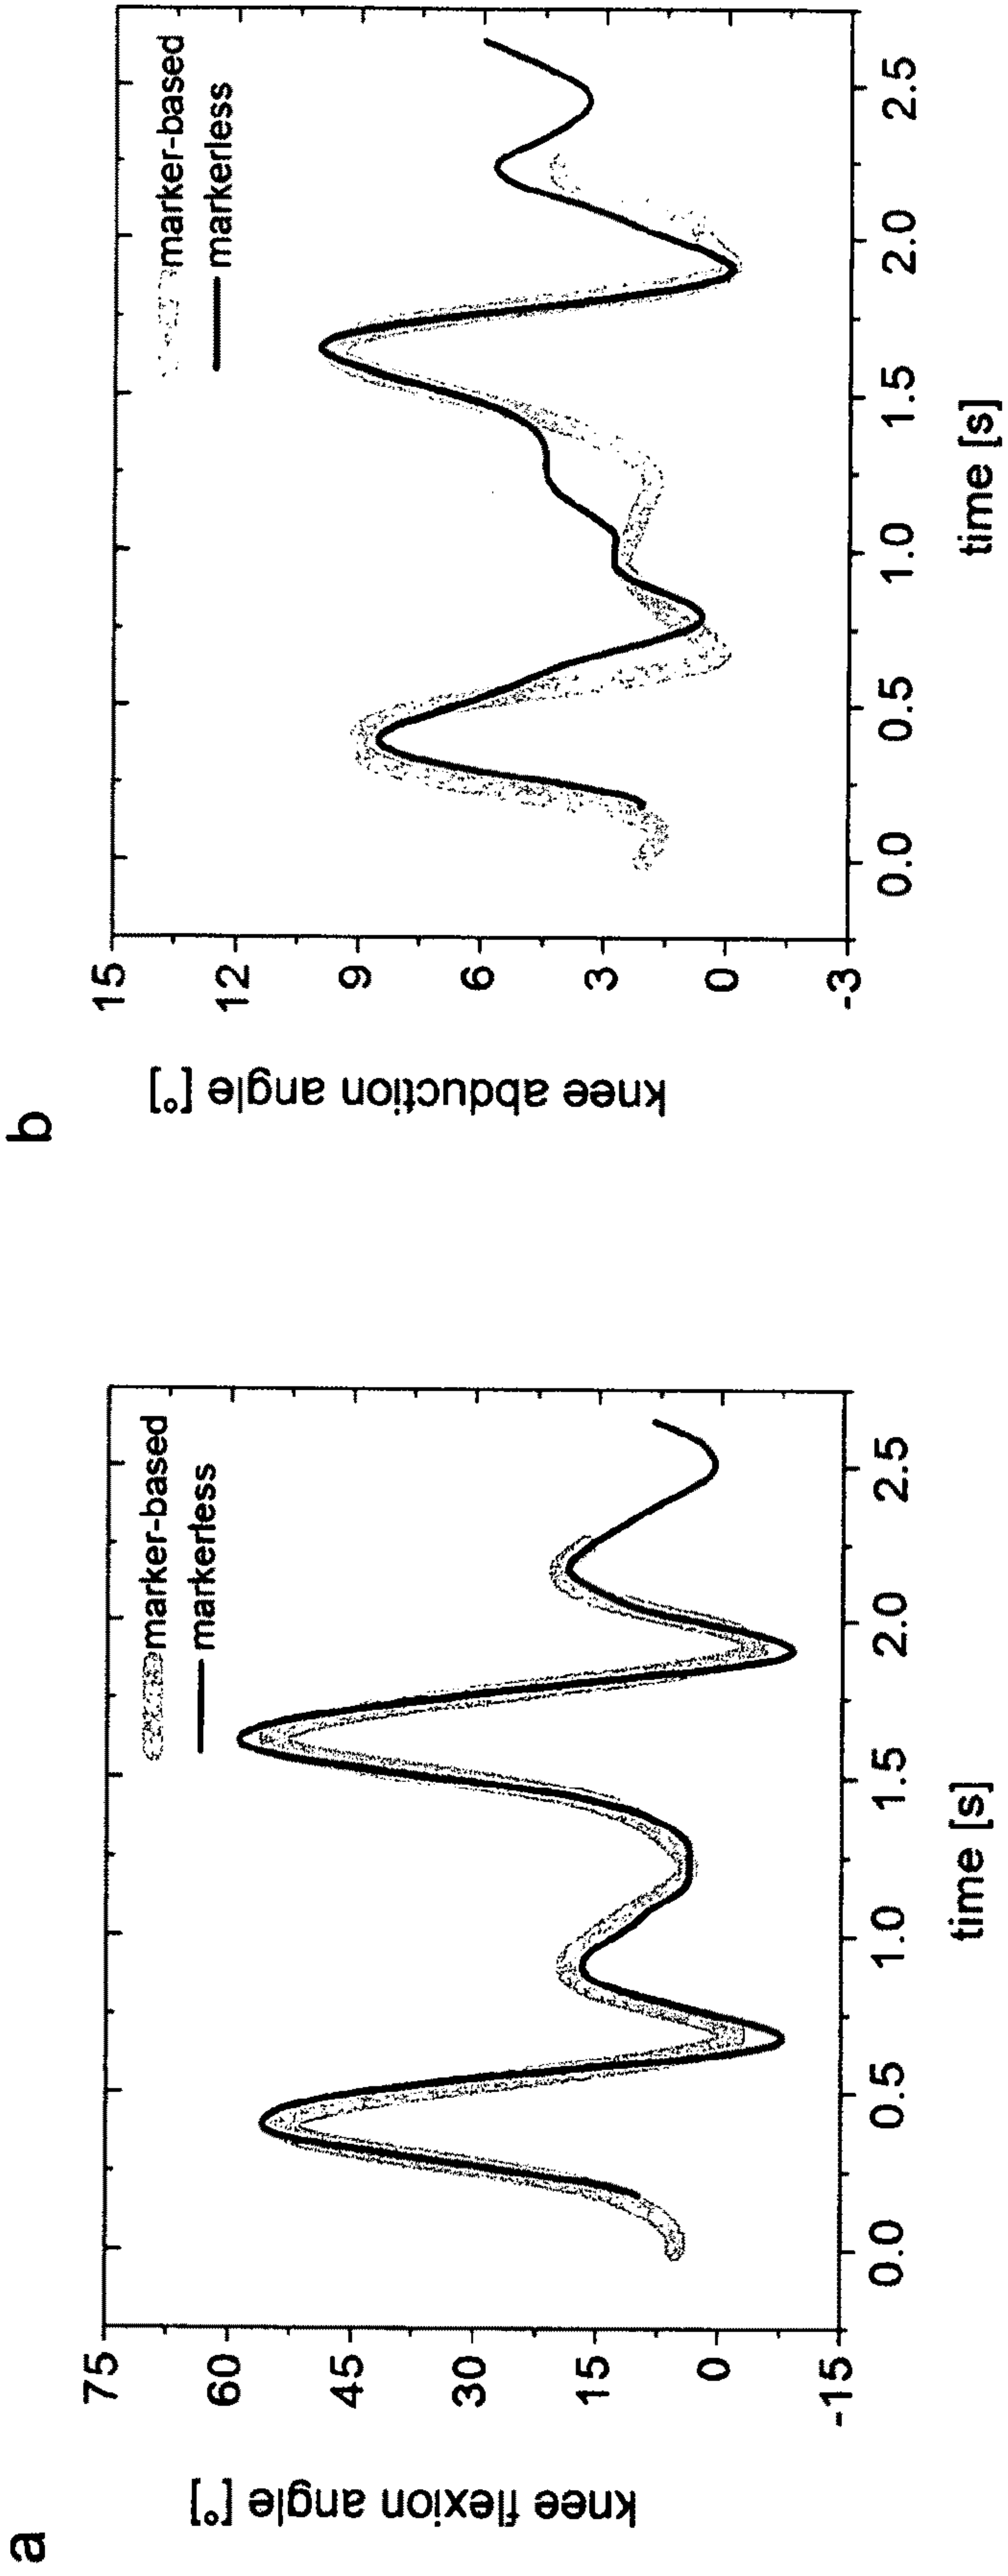 a
knee flexion angle [°]
75
60
45
30
15
0
-15
marker-based
markerless
0.0
0.5
1.0
1.5
2.0
2.5
time [s]
b
knee abduction angle [°]
15
12
9
6
3
0
-3
marker-based
markerless
0.0
0.5
1.0
1.5
2.0
2.5
time [s]